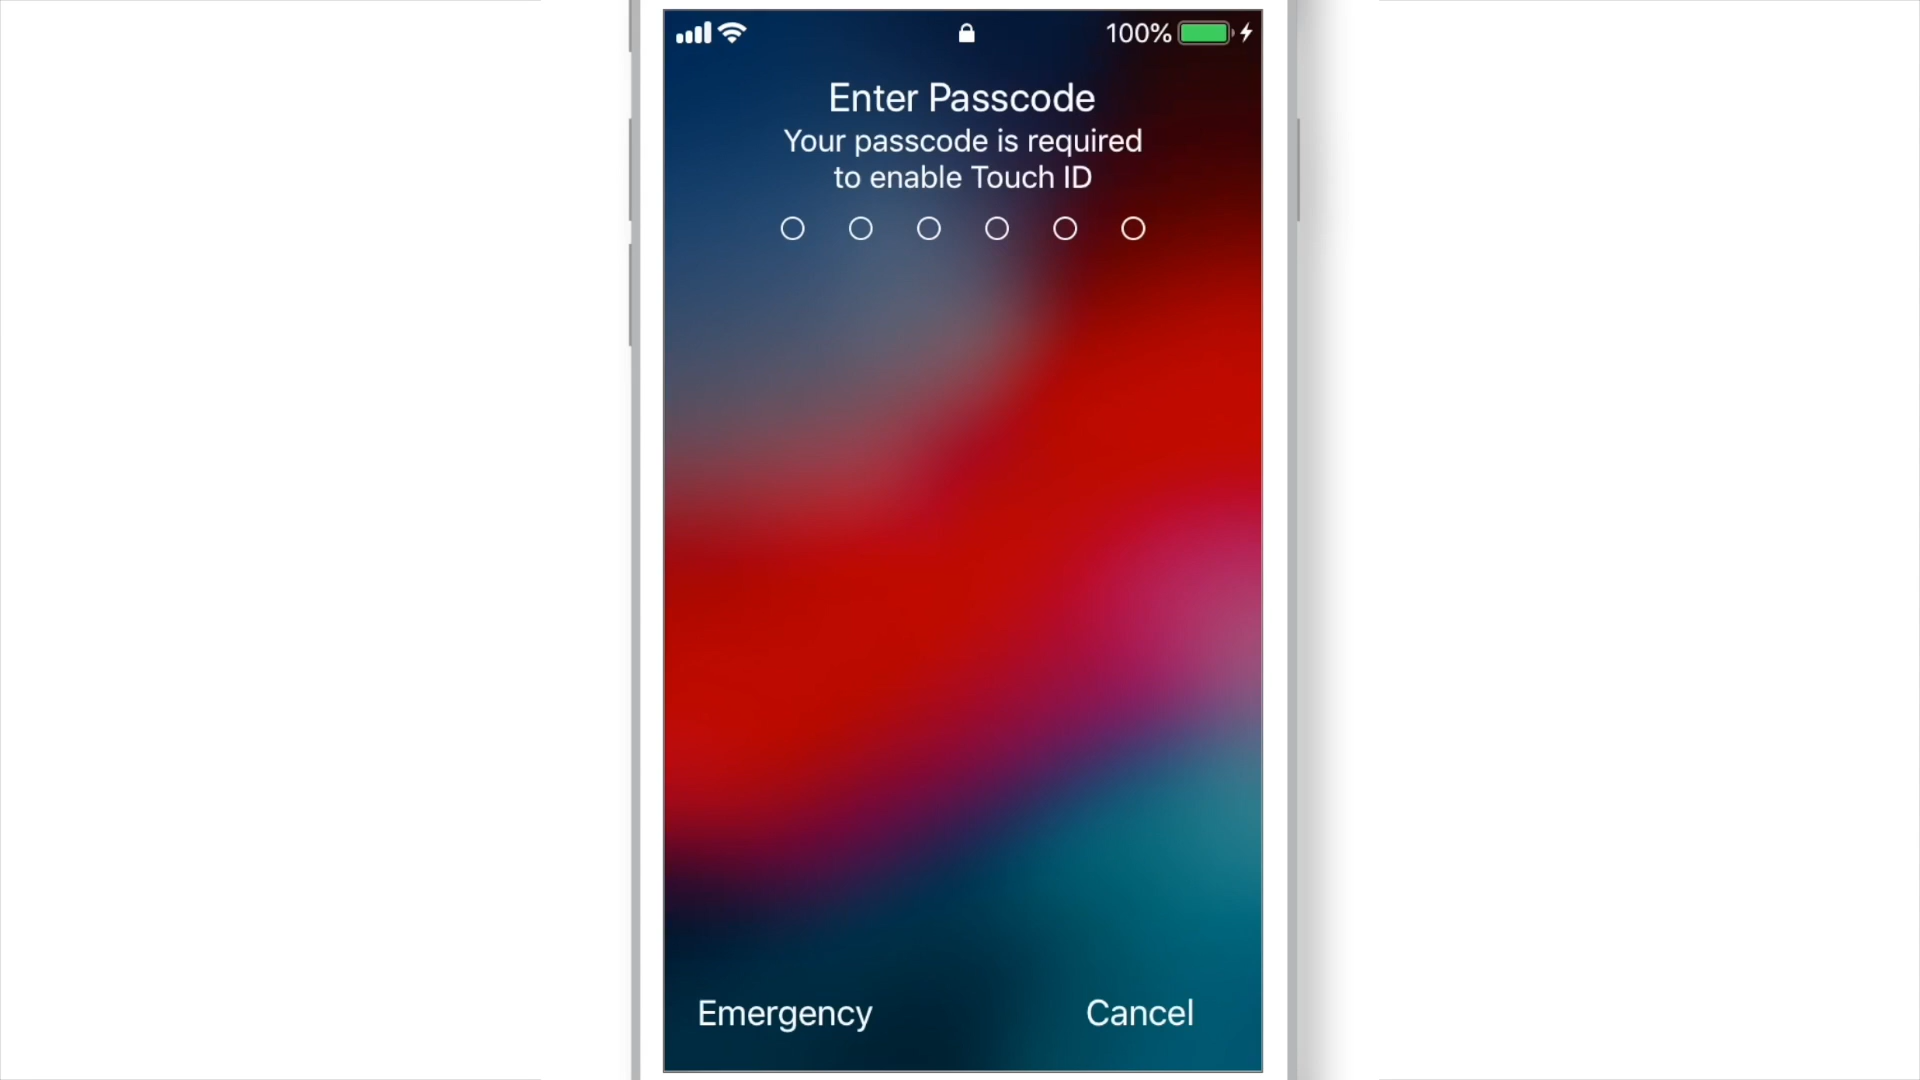 100%
Enter Passcode
Your passcode is required
to enable Touch ID
Emergency
Cancel